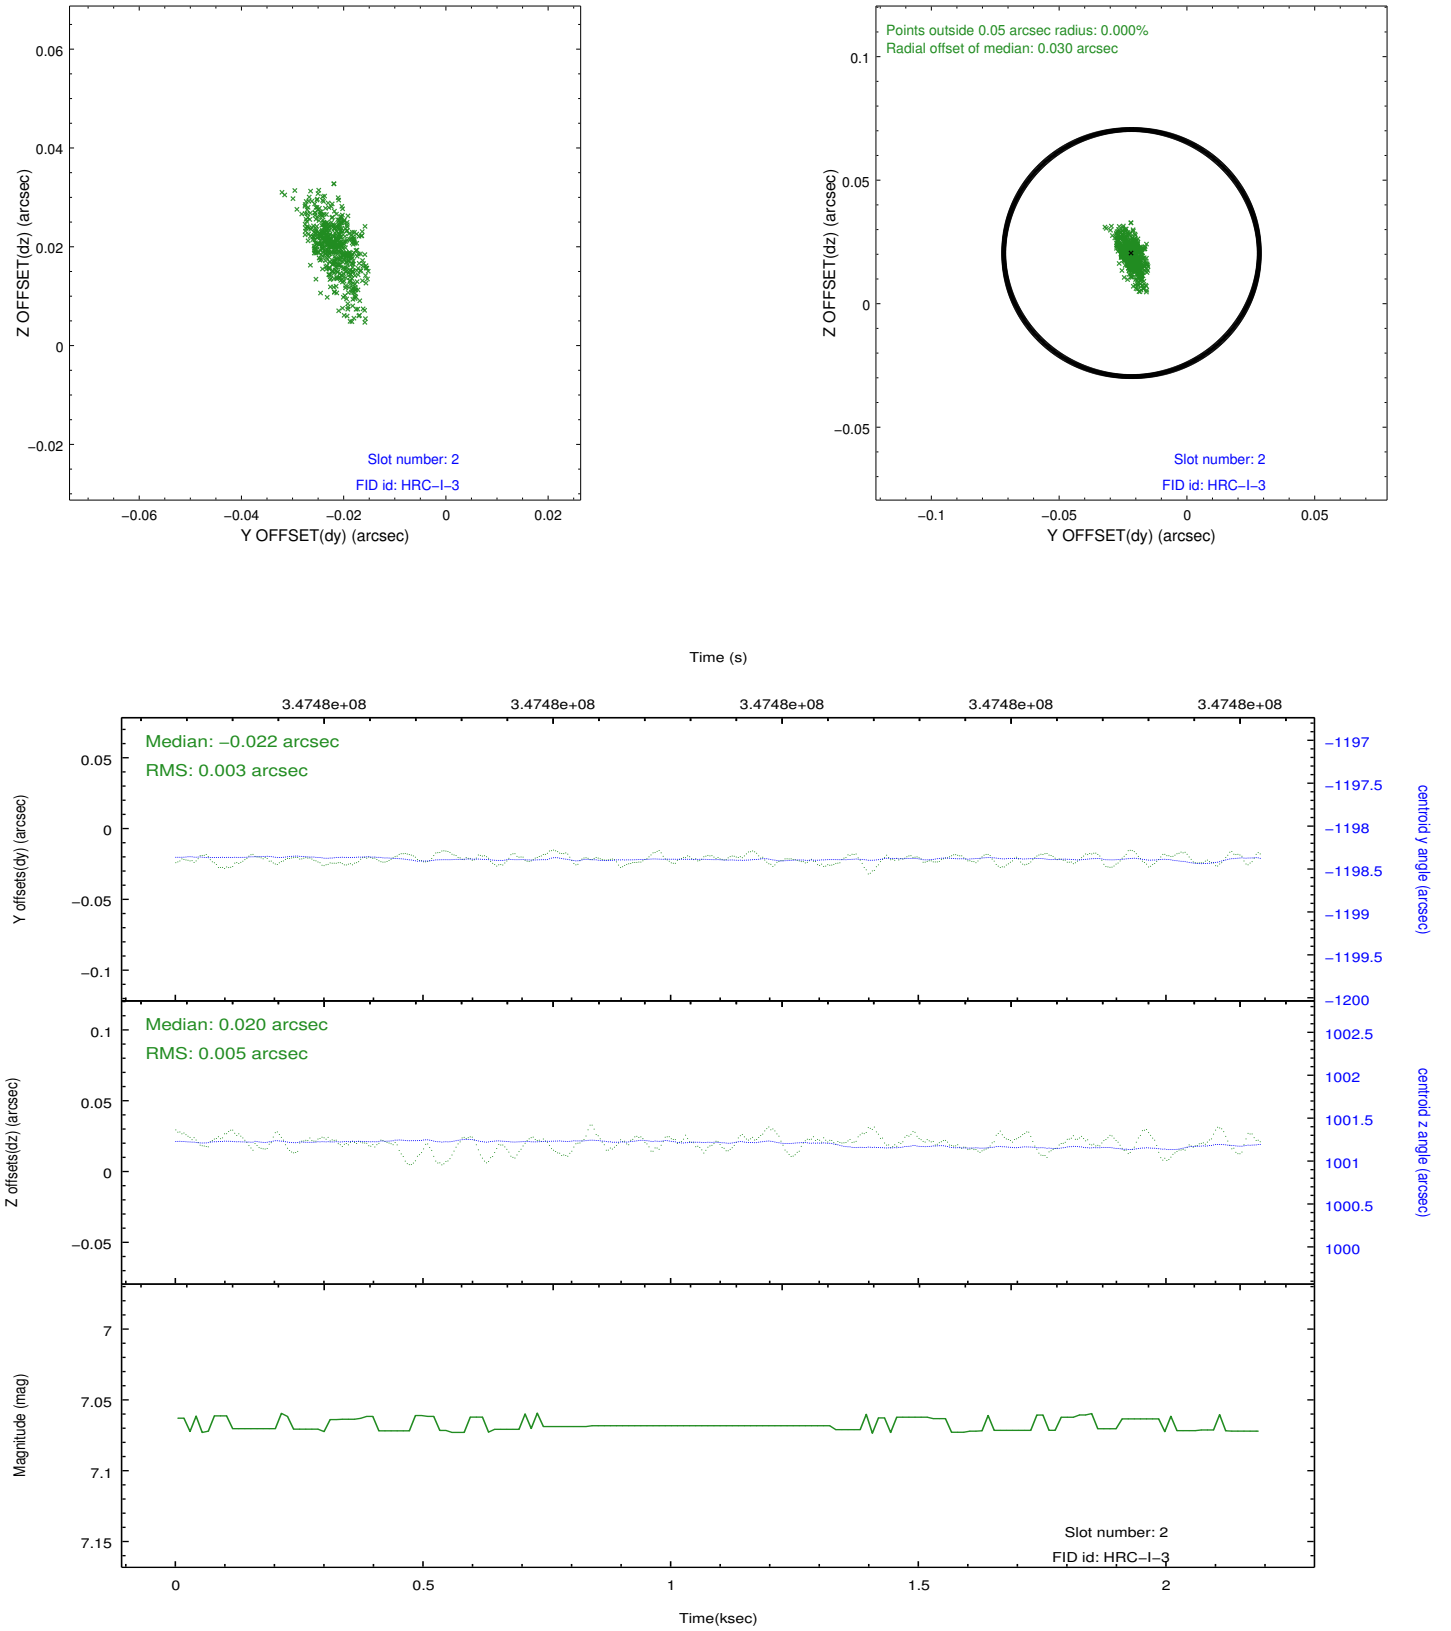 0.06
0.04
0.02
0
−0.02
Z OFFSET(dz) (arcsec)
Slot number: 2
FID id: HRC−I−3
−0.06
−0.04
−0.02
0
0.02
Y OFFSET(dy) (arcsec)
Points outside 0.05 arcsec radius: 0.000%
Radial offset of median: 0.030 arcsec
0.1
0.05
0
−0.05
Z OFFSET(dz) (arcsec)
Slot number: 2
FID id: HRC−I−3
−0.1
−0.05
0
0.05
Y OFFSET(dy) (arcsec)
Time (s)
3.4748e+08
3.4748e+08
3.4748e+08
3.4748e+08
3.4748e+08
Median: −0.022 arcsec
RMS: 0.003 arcsec
0.05
0
−0.05
−0.1
Y offsets(dy) (arcsec)
−1197
−1197.5
−1198
−1198.5
−1199
−1199.5
−1200
centroid y angle (arcsec)
Median: 0.020 arcsec
RMS: 0.005 arcsec
0.1
0.05
0
−0.05
Z offsets(dz) (arcsec)
1002.5
1002
1001.5
1001
1000.5
1000
centroid z angle (arcsec)
7
7.05
7.1
7.15
Magnitude (mag)
Slot number: 2
FID id: HRC−I−3
0
0.5
1
1.5
2
Time(ksec)